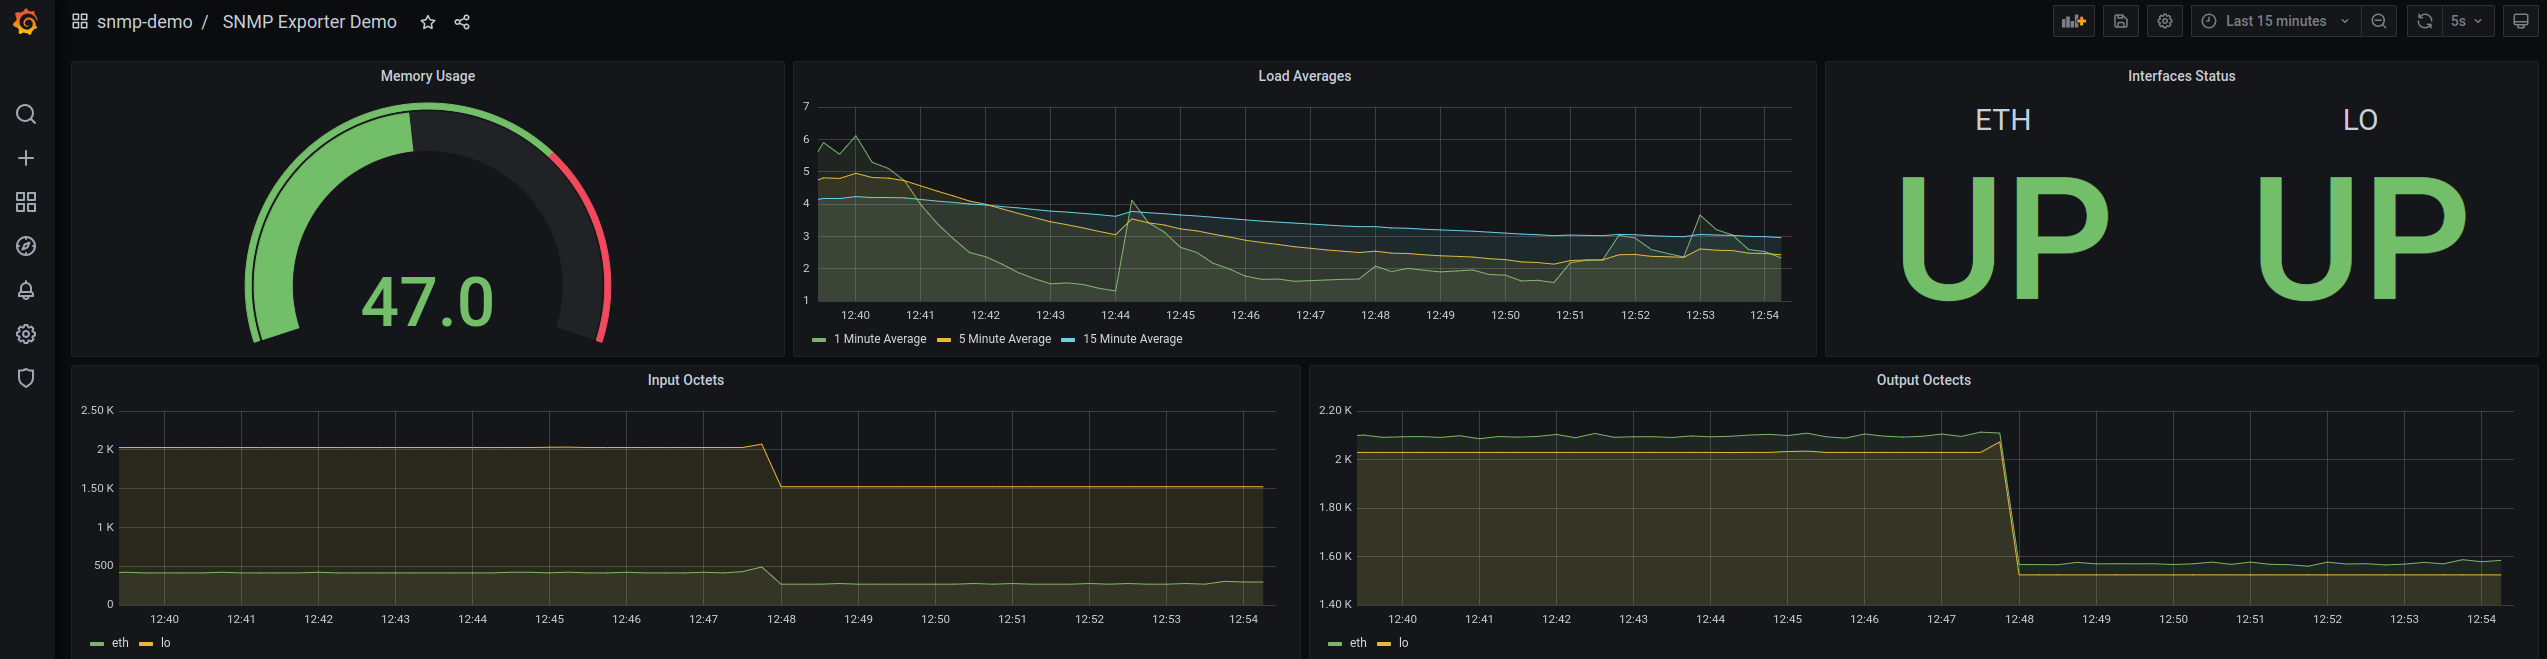 snmp-demo / SNMP Exporter Demo
Last 15 minutes
5s
Memory Usage
47.0
Load Averages
7
6
5
4
3
2
1
12:40 12:41 12:42 12:43 12:44 12:45 12:46 12:47 12:48 12:49 12:50 12:51 12:52 12:53 12:54
1 Minute Average 5 Minute Average 15 Minute Average
Interfaces Status
ETH LO
UP UP
Input Octets
2.50 K
2 K
1.50 K
1 K
500
0
12:40 12:41 12:42 12:43 12:44 12:45 12:46 12:47 12:48 12:49 12:50 12:51 12:52 12:53 12:54
eth lo
Output Octects
2.20 K
2 K
1.80 K
1.60 K
1.40 K
12:40 12:41 12:42 12:43 12:44 12:45 12:46 12:47 12:48 12:49 12:50 12:51 12:52 12:53 12:54
eth lo